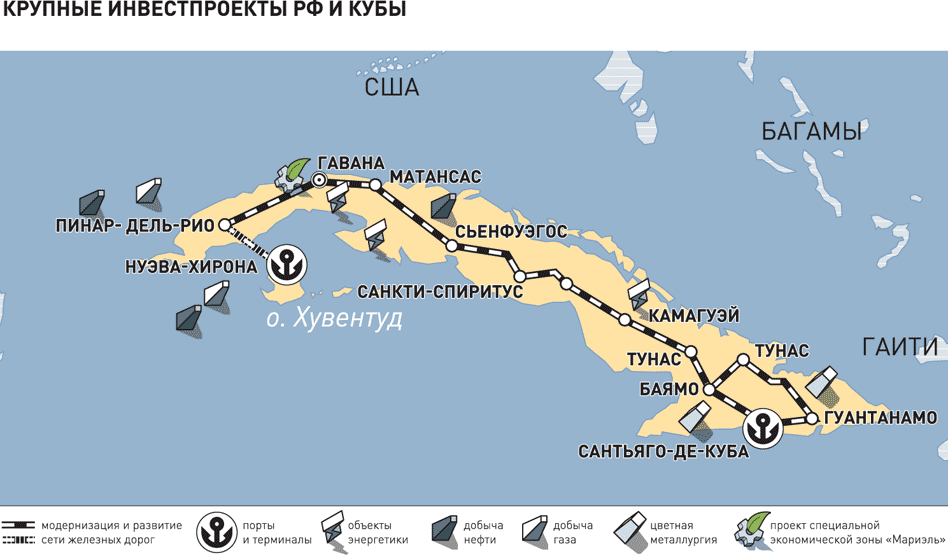 КРУПНЫЕ ИНВЕСТПРОЕКТЫ РФ И КУБЫ
США
БАГАМЫ
ГАВАНА
МАТАНСАС
ПИНАР- ДЕЛЬ-РИО
СЬЕНФУЭГОС
НУЭВА-ХИРОНА
САНКТИ-СПИРИТУС
о. Хувентуд
КАМАГУЭЙ
ГАИТИ
ТУНАС
ТУНАС
БАЯМО
ГУАНТАНАМО
САНТЬЯГО-ДЕ-КУБА
модернизация и развитие
сети железных дорог
порты
и терминалы
объекты
энергетики
добыча
нефти
добыча
газа
цветная
металлургия
проект специальной
экономической зоны «Мариэль»